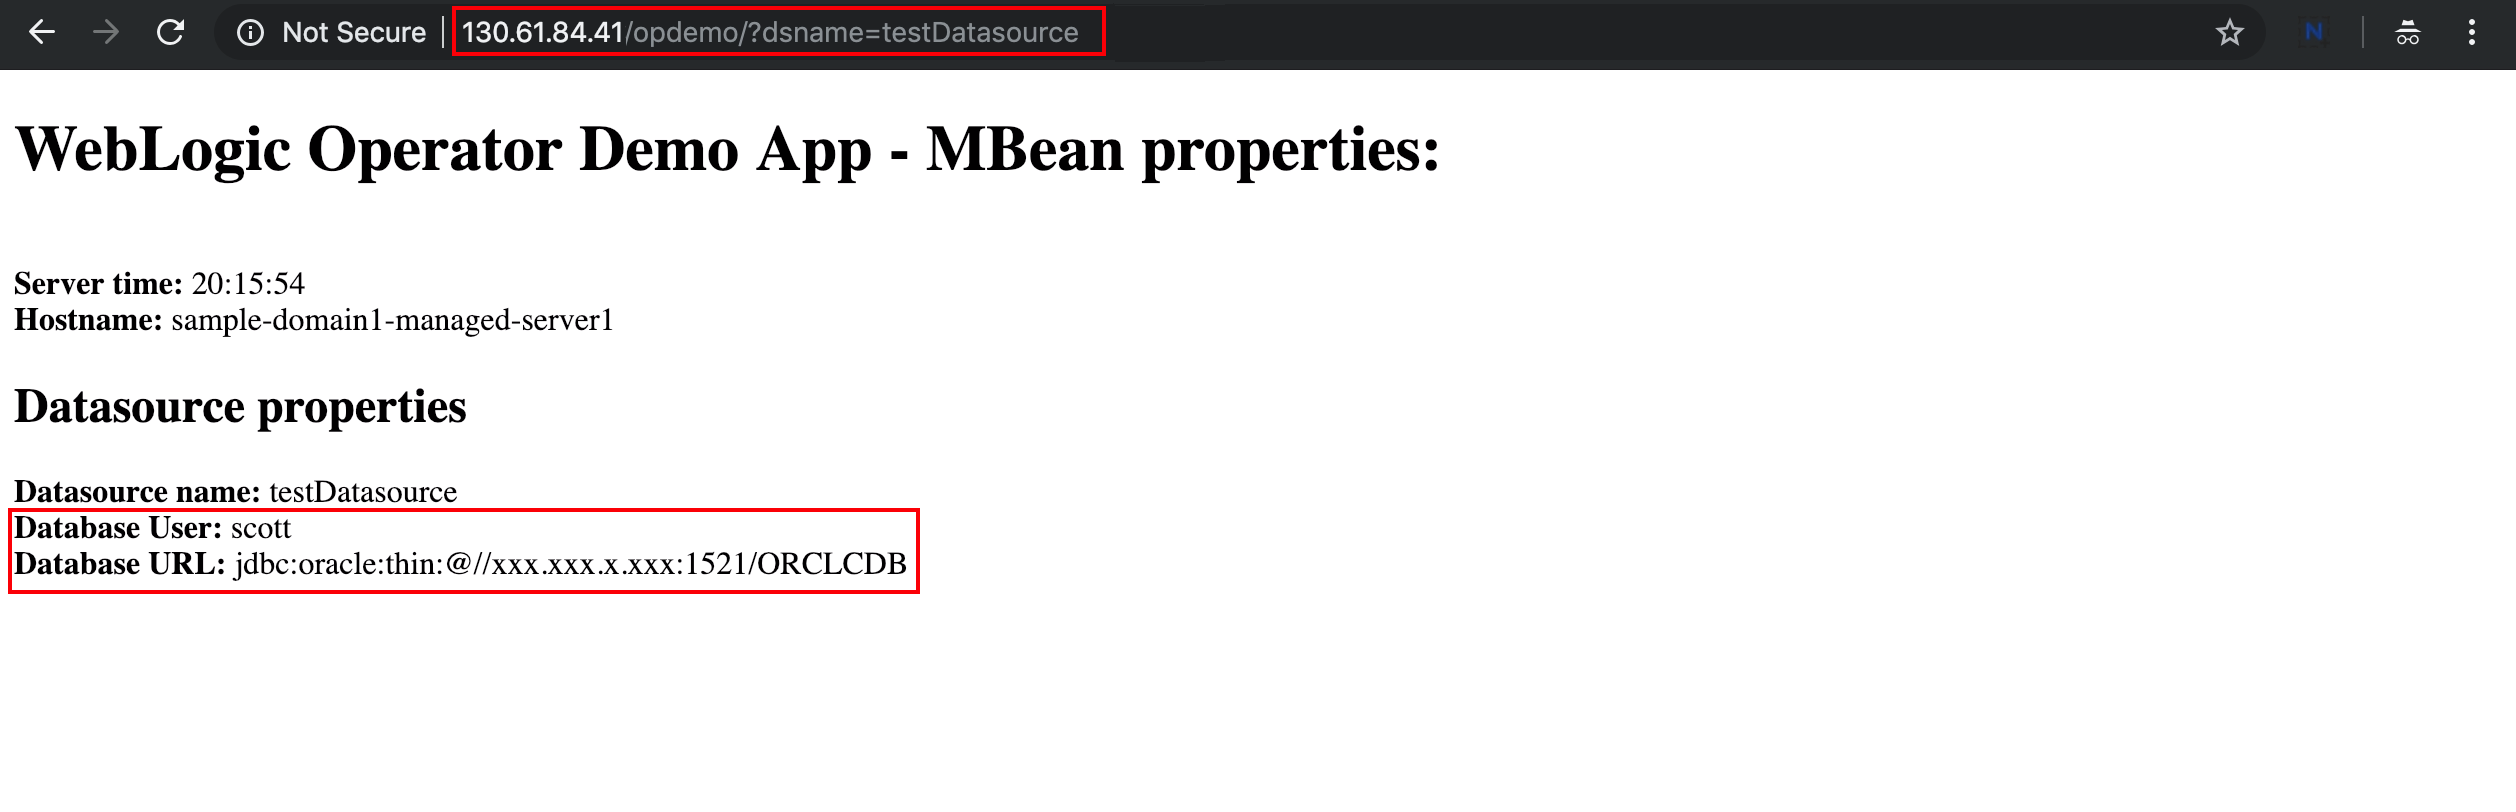 Not Secure | 130.61.84.41/opdemo/?dsname=testDatasource
N
WebLogic Operator Demo App - MBean properties:
Server time: 20:15:54
Hostname: sample-domain1-managed-server1
Datasource properties
Datasource name: testDatasource
Database User: scott
Database URL: jdbc:oracle:thin:@//xxx.xxx.x.xxx:1521/ORCLCDB